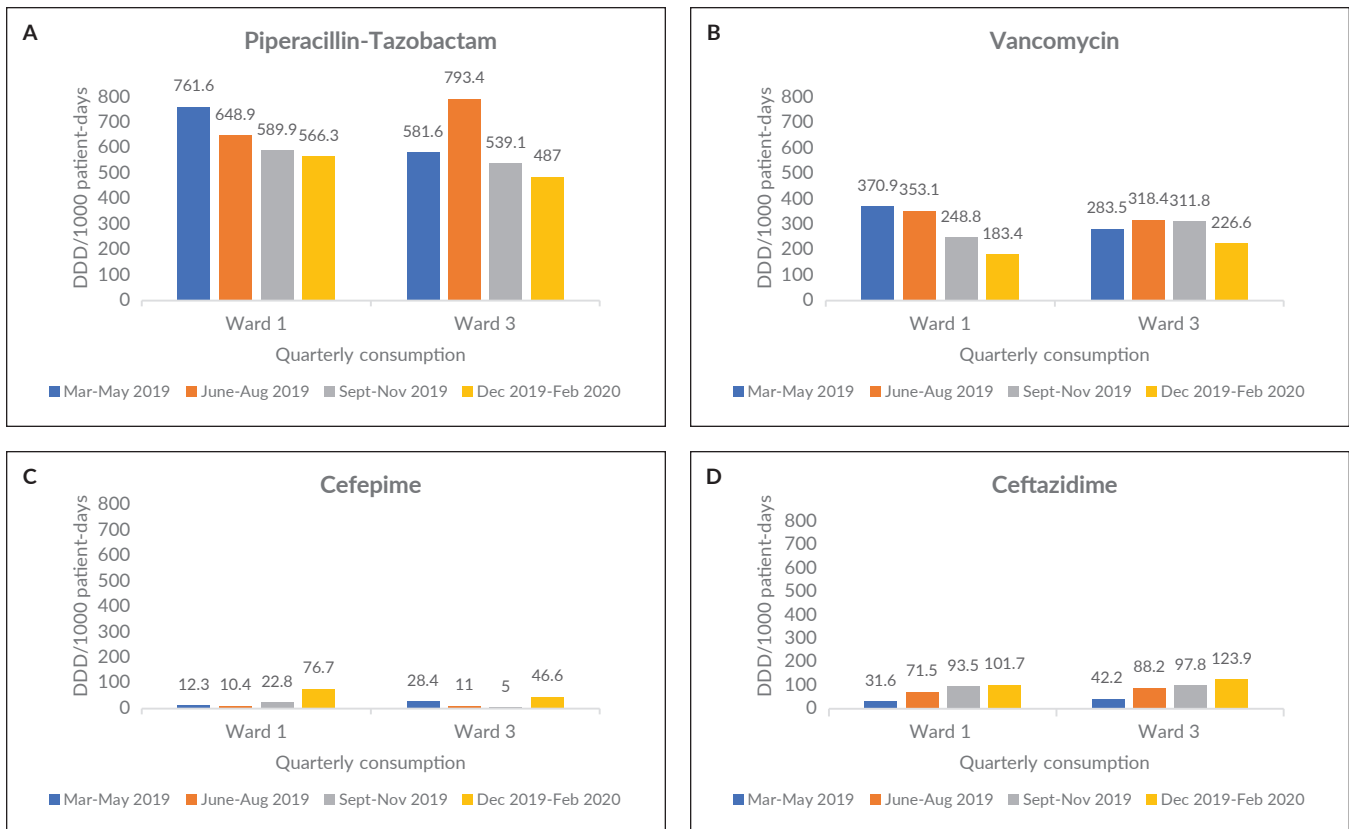 A
Piperacillin-Tazobactam
DDD/1000 patient-days
800
700
600
500
400
300
200
100
0
761.6
648.9
589.9
566.3
581.6
793.4
539.1
487
Ward 1
Ward 3
Quarterly consumption
Mar-May 2019 June-Aug 2019 Sept-Nov 2019 Dec 2019-Feb 2020
B
Vancomycin
DDD/1000 patient-days
800
700
600
500
400
300
200
100
0
370.9
353.1
248.8
183.4
283.5
318.4
311.8
226.6
Ward 1
Ward 3
Quarterly consumption
Mar-May 2019 June-Aug 2019 Sept-Nov 2019 Dec 2019-Feb 2020
C
Cefepime
DDD/1000 patient-days
800
700
600
500
400
300
200
100
0
12.3
10.4
22.8
76.7
28.4
11
5
46.6
Ward 1
Ward 3
Quarterly consumption
Mar-May 2019 June-Aug 2019 Sept-Nov 2019 Dec 2019-Feb 2020
D
Ceftazidime
DDD/1000 patient-days
800
700
600
500
400
300
200
100
0
31.6
71.5
93.5
101.7
42.2
88.2
97.8
123.9
Ward 1
Ward 3
Quarterly consumption
Mar-May 2019 June-Aug 2019 Sept-Nov 2019 Dec 2019-Feb 2020